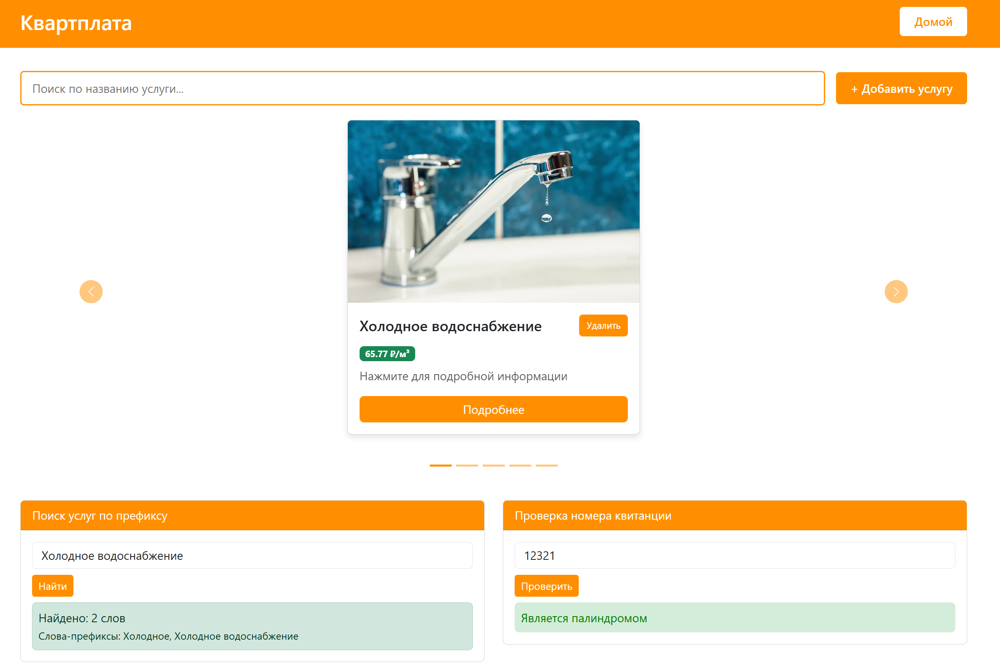 Квартплата
Домой
Поиск по названию услуги...
+ Добавить услугу
Холодное водоснабжение
Удалить
65.77 ₽/м³
Нажмите для подробной информации
Подробнее
Поиск услуг по префиксу
Холодное водоснабжение
Найти
Найдено: 2 слов
Слова-префиксы: Холодное, Холодное водоснабжение
Проверка номера квитанции
12321
Проверить
Является палиндромом